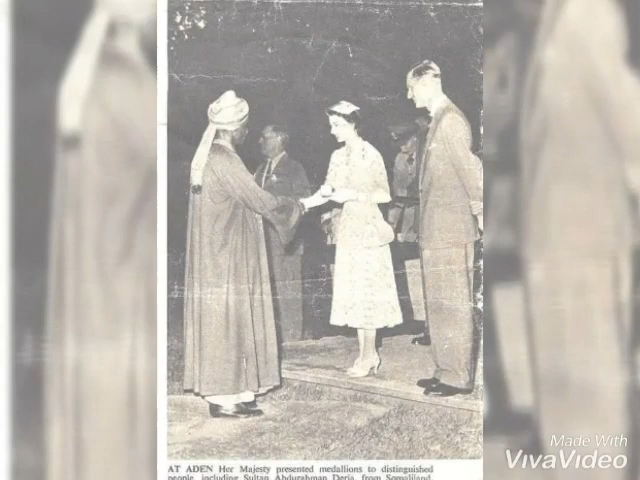 AT ADEN Her Majesty presented medallions to distinguished
people, including Sultan Abdurahman Deria, from Somaliland.
Made With
VivaVideo